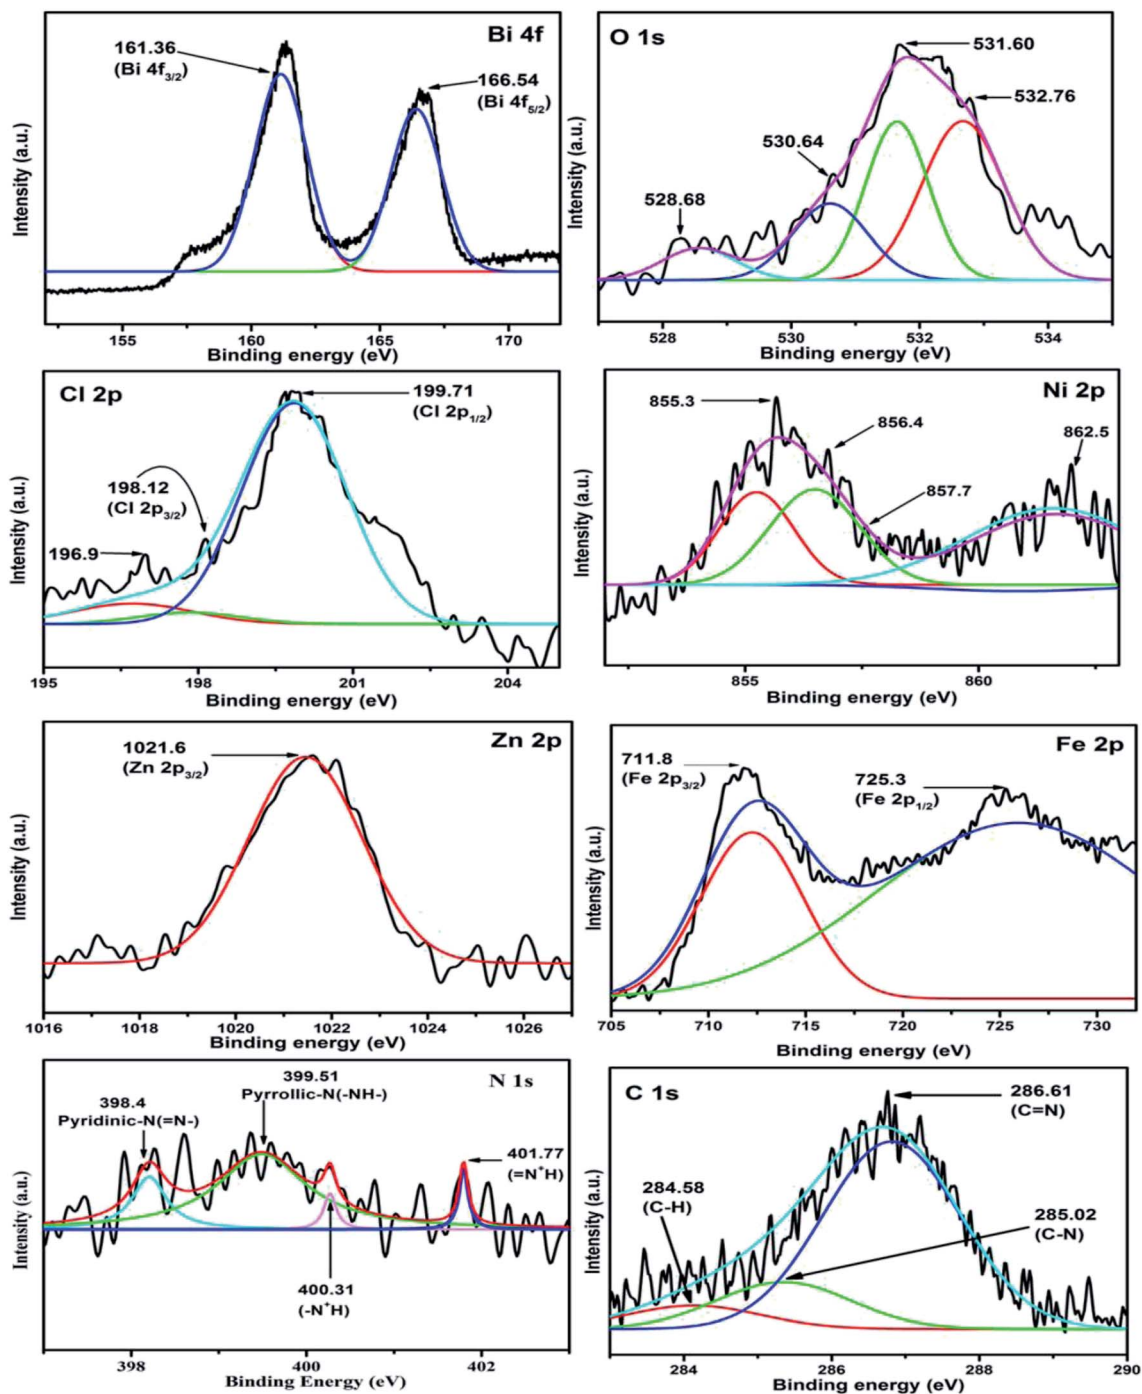 Bi 4f
161.36
(Bi 4f3/2)
166.54
(Bi 4f5/2)
Intensity (a.u.)
155 160 165 170
Binding energy (eV)
O 1s
531.60
532.76
530.64
528.68
Intensity (a.u.)
528 530 532 534
Binding energy (eV)
Cl 2p
199.71
(Cl 2p1/2)
198.12
(Cl 2p3/2)
196.9
Intensity (a.u.)
195 198 201 204
Binding energy (eV)
Ni 2p
855.3
856.4
862.5
857.7
Intensity (a.u.)
855 860
Binding energy (eV)
Zn 2p
1021.6
(Zn 2p3/2)
Intensity (a.u.)
1016 1018 1020 1022 1024 1026
Binding energy (eV)
Fe 2p
711.8
(Fe 2p3/2)
725.3
(Fe 2p1/2)
Intensity (a.u.)
705 710 715 720 725 730
Binding energy (eV)
N 1s
399.51
Pyrrollic-N(-NH-)
398.4
Pyridinic-N(=N-)
401.77
(=N+H)
400.31
(-N+H)
Intensity (a.u.)
398 400 402
Binding Energy (eV)
C 1s
286.61
(C=N)
284.58
(C-H)
285.02
(C-N)
Intensity (a.u.)
284 286 288 290
Binding energy (eV)